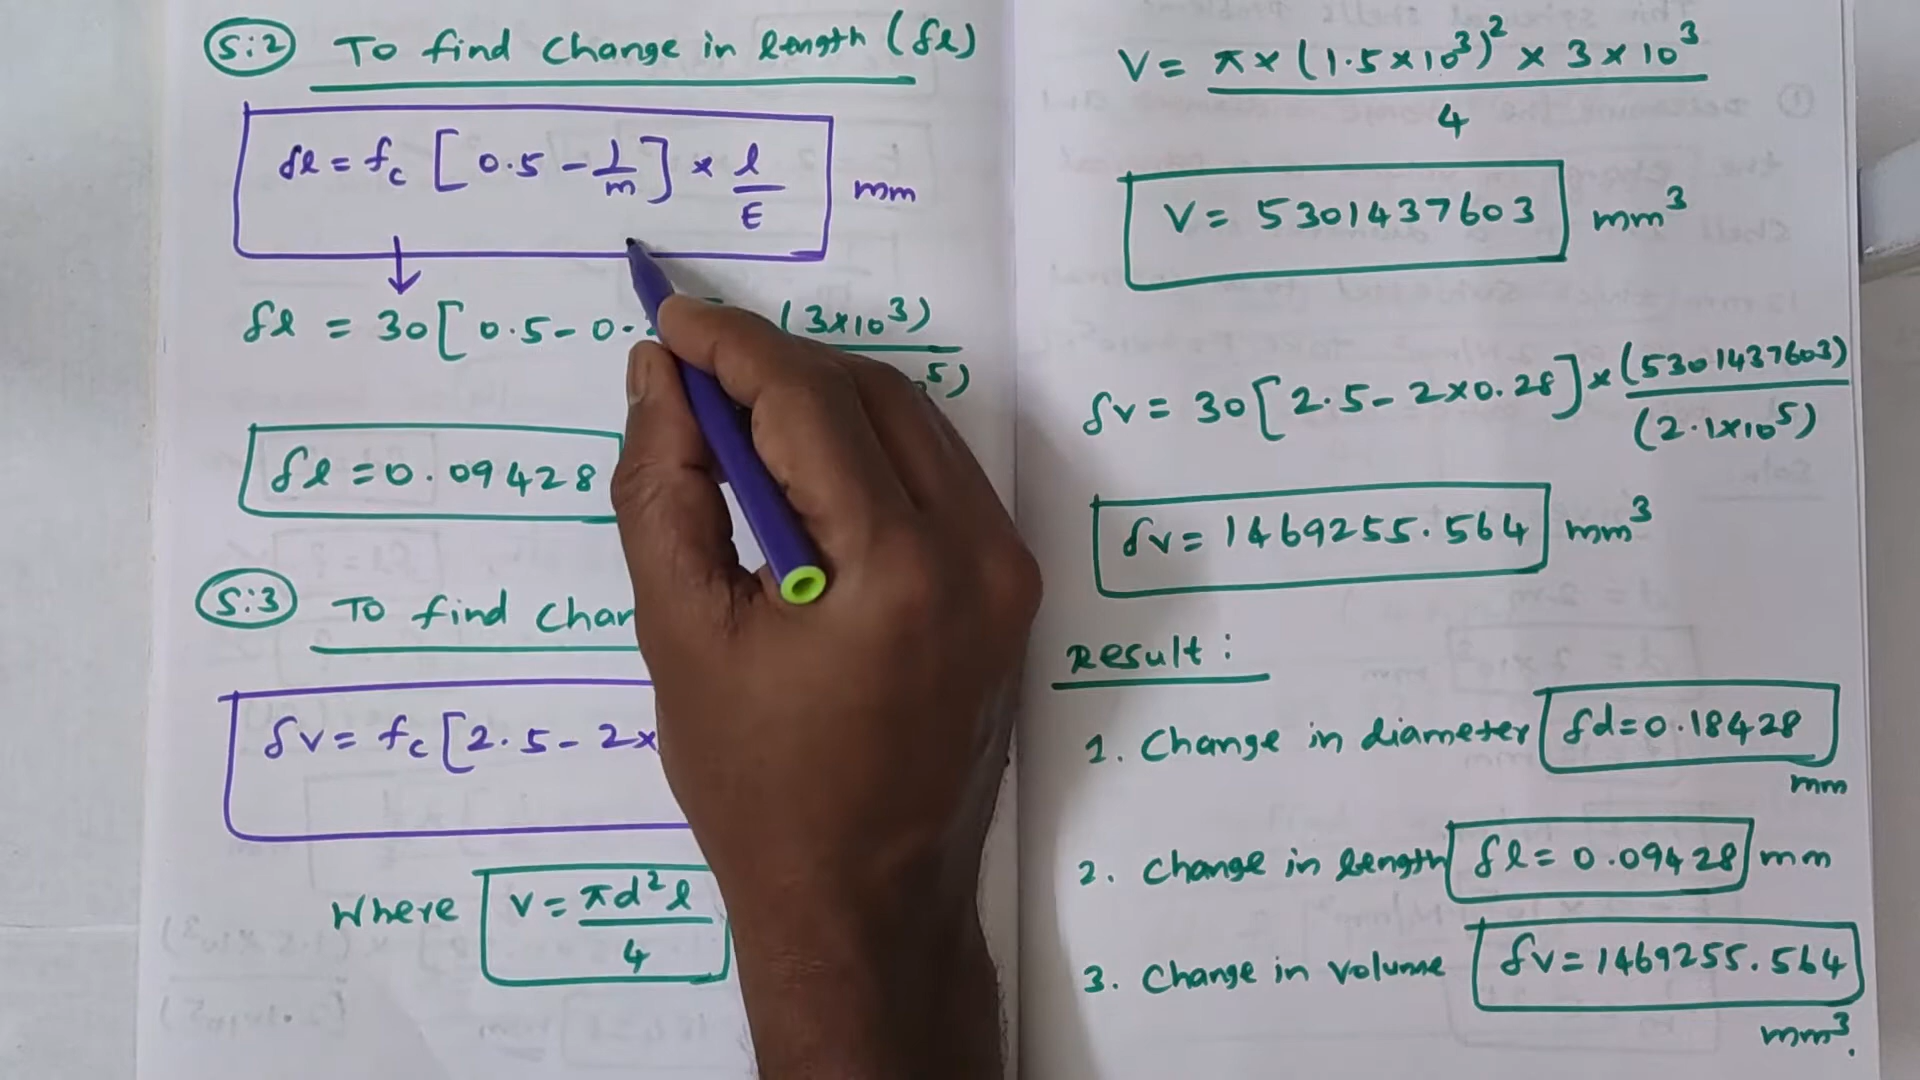 S:2 To find change in length (δl)
δl = fc [0.5 - 1/m] × l/E mm
δl = 30[0.5-0. (3×10³)
⁵)
δl = 0.09428
S:3 To find
δv = fc [2.5 - 2×
Where V = πd²l/4
V = π×(1.5×10³)² × 3×10³ / 4
V = 5301437603 mm³
δv = 30[2.5-2×0.28]×(5301437603)/(2.1×10⁵)
δv = 1469255.564 mm³
Result:
1. Change in diameter δd=0.18428 mm
2. Change in length δl = 0.09428 mm
3. Change in volume δv=1469255.564 mm³.